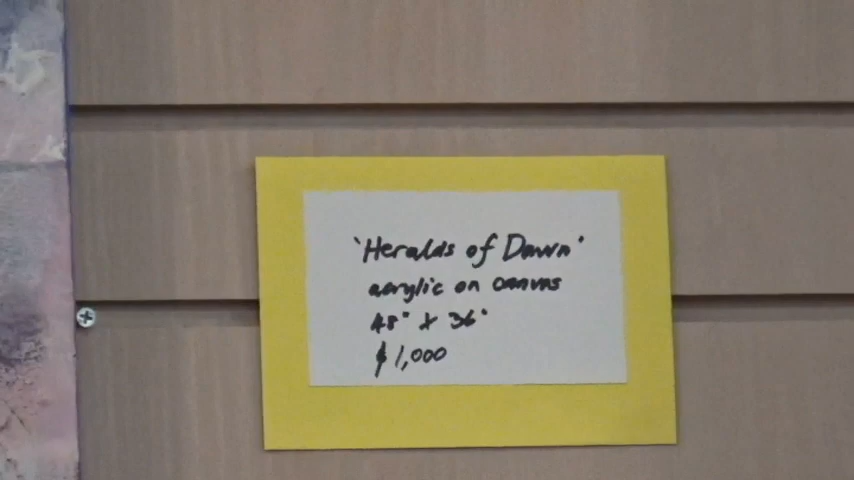 'Heralds of Dawn'
acrylic on canvas
48" x 36"
$1,000